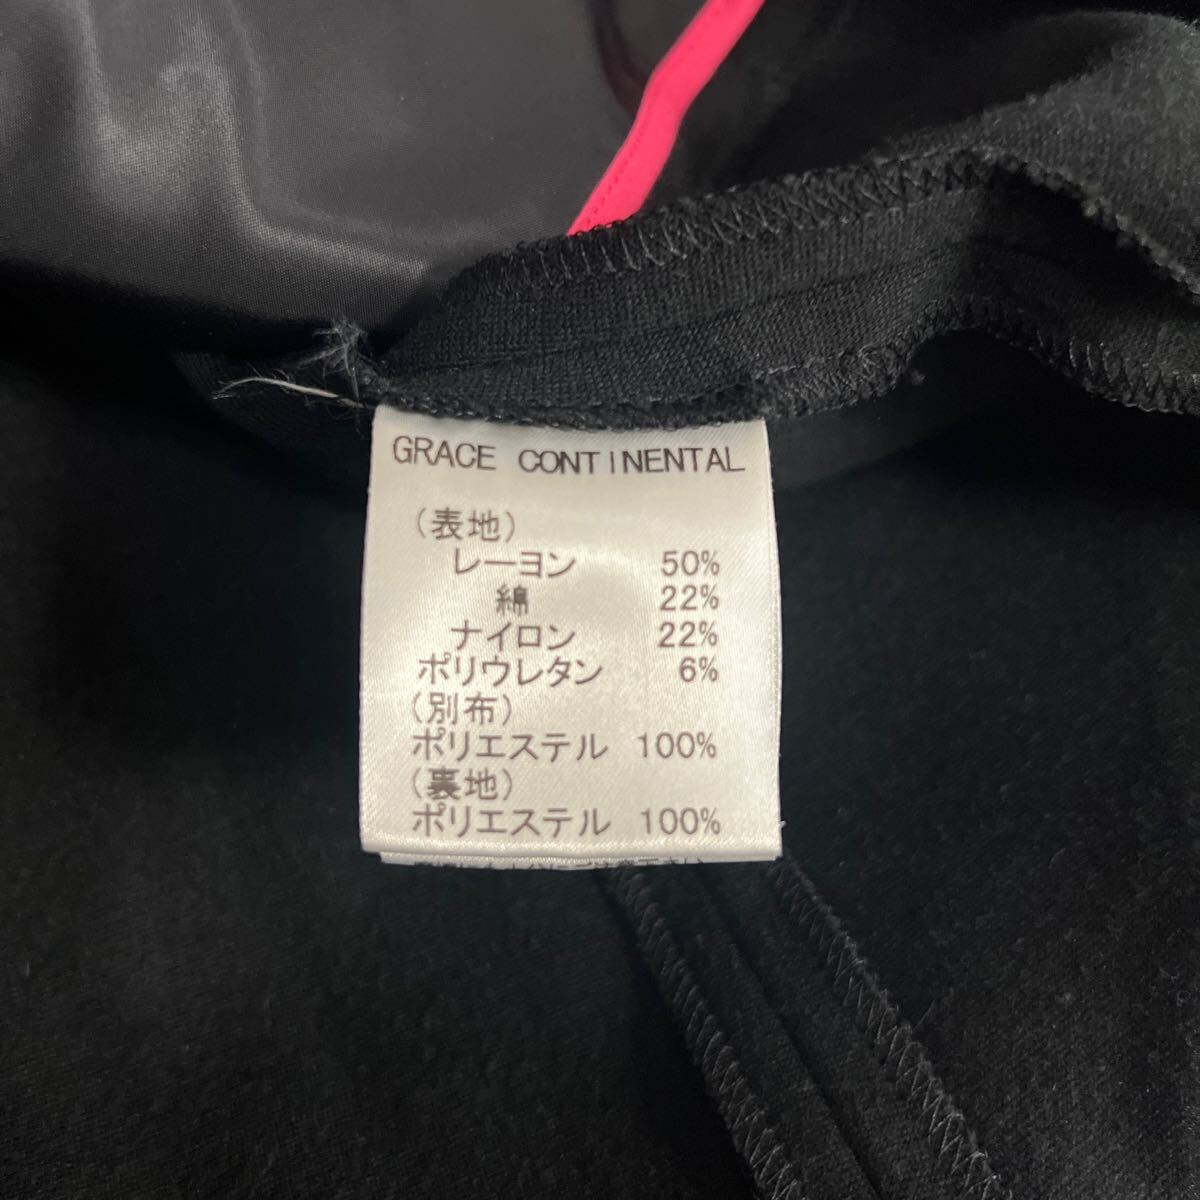 GRACE CONTINENTAL
(表地)
レーヨン 50%
綿 22%
ナイロン 22%
ポリウレタン 6%
(別布)
ポリエステル 100%
(裏地)
ポリエステル 100%